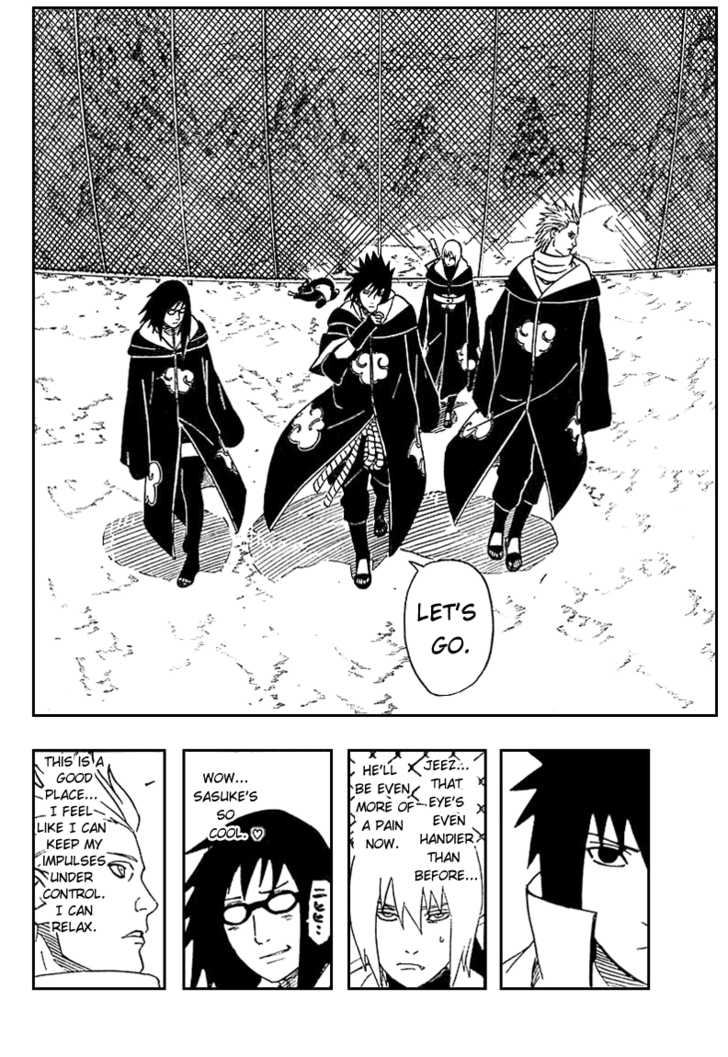 LET'S
GO.
JEEZ...
THAT
EYE'S
EVEN
HANDIER
THAN
BEFORE...
HE'LL
BE EVEN
MORE OF
A PAIN
NOW.
WOW...
SASUKE'S
SO
COOL. ♡
THIS IS A
GOOD
PLACE...
I FEEL
LIKE I CAN
KEEP MY
IMPULSES
UNDER
CONTROL.
I CAN
RELAX.